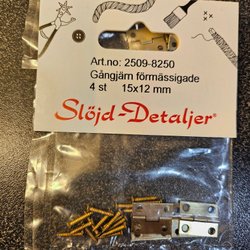 Art.no: 2509-8250
Gångjärn förmässigade
4 st 15x12 mm
Slöjd-Detaljer®